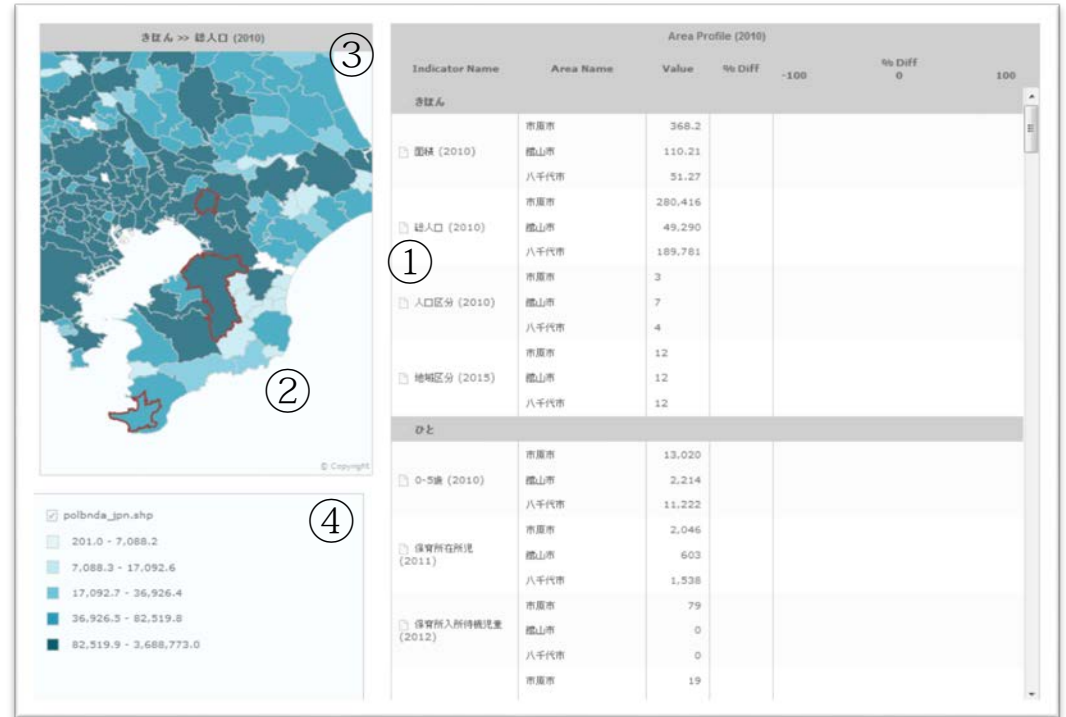 きほん >> 総人口 (2010)
③
© Copyright
④
polbnda_jpn.shp
201.0 - 7,088.2
7,088.3 - 17,092.6
17,092.7 - 36,926.4
36,926.5 - 82,519.8
82,519.9 - 3,688,773.0
②
①
Area Profile (2010)
Indicator Name Area Name Value % Diff % Diff
-100 0 100
きほん
面積 (2010)
市原市 368.2
館山市 110.21
八千代市 51.27
総人口 (2010)
市原市 280,416
館山市 49,290
八千代市 189,781
人口区分 (2010)
市原市 3
館山市 7
八千代市 4
地域区分 (2015)
市原市 12
館山市 12
八千代市 12
ひと
0-5歳 (2010)
市原市 13,020
館山市 2,214
八千代市 11,222
保育所在所児
(2011)
市原市 2,046
館山市 603
八千代市 1,538
保育所入所待機児童
(2012)
市原市 79
館山市 0
八千代市 0
市原市 19